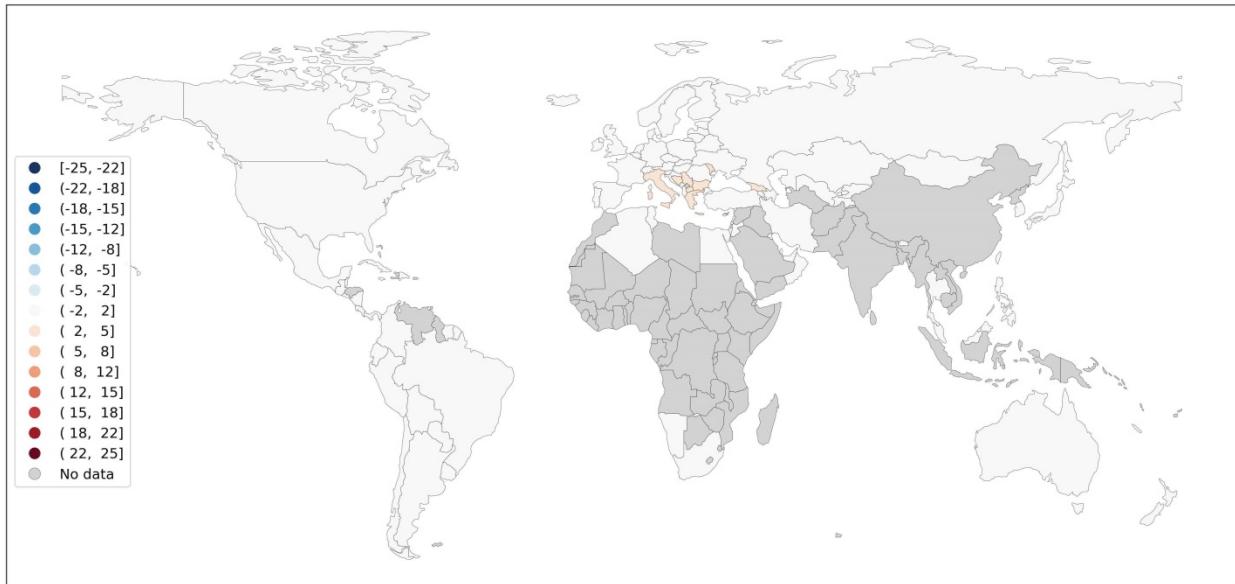 [-25, -22]
(-22, -18]
(-18, -15]
(-15, -12]
(-12, -8]
( -8, -5]
( -5, -2]
( -2, 2]
( 2, 5]
( 5, 8]
( 8, 12]
( 12, 15]
( 15, 18]
( 18, 22]
( 22, 25]
No data